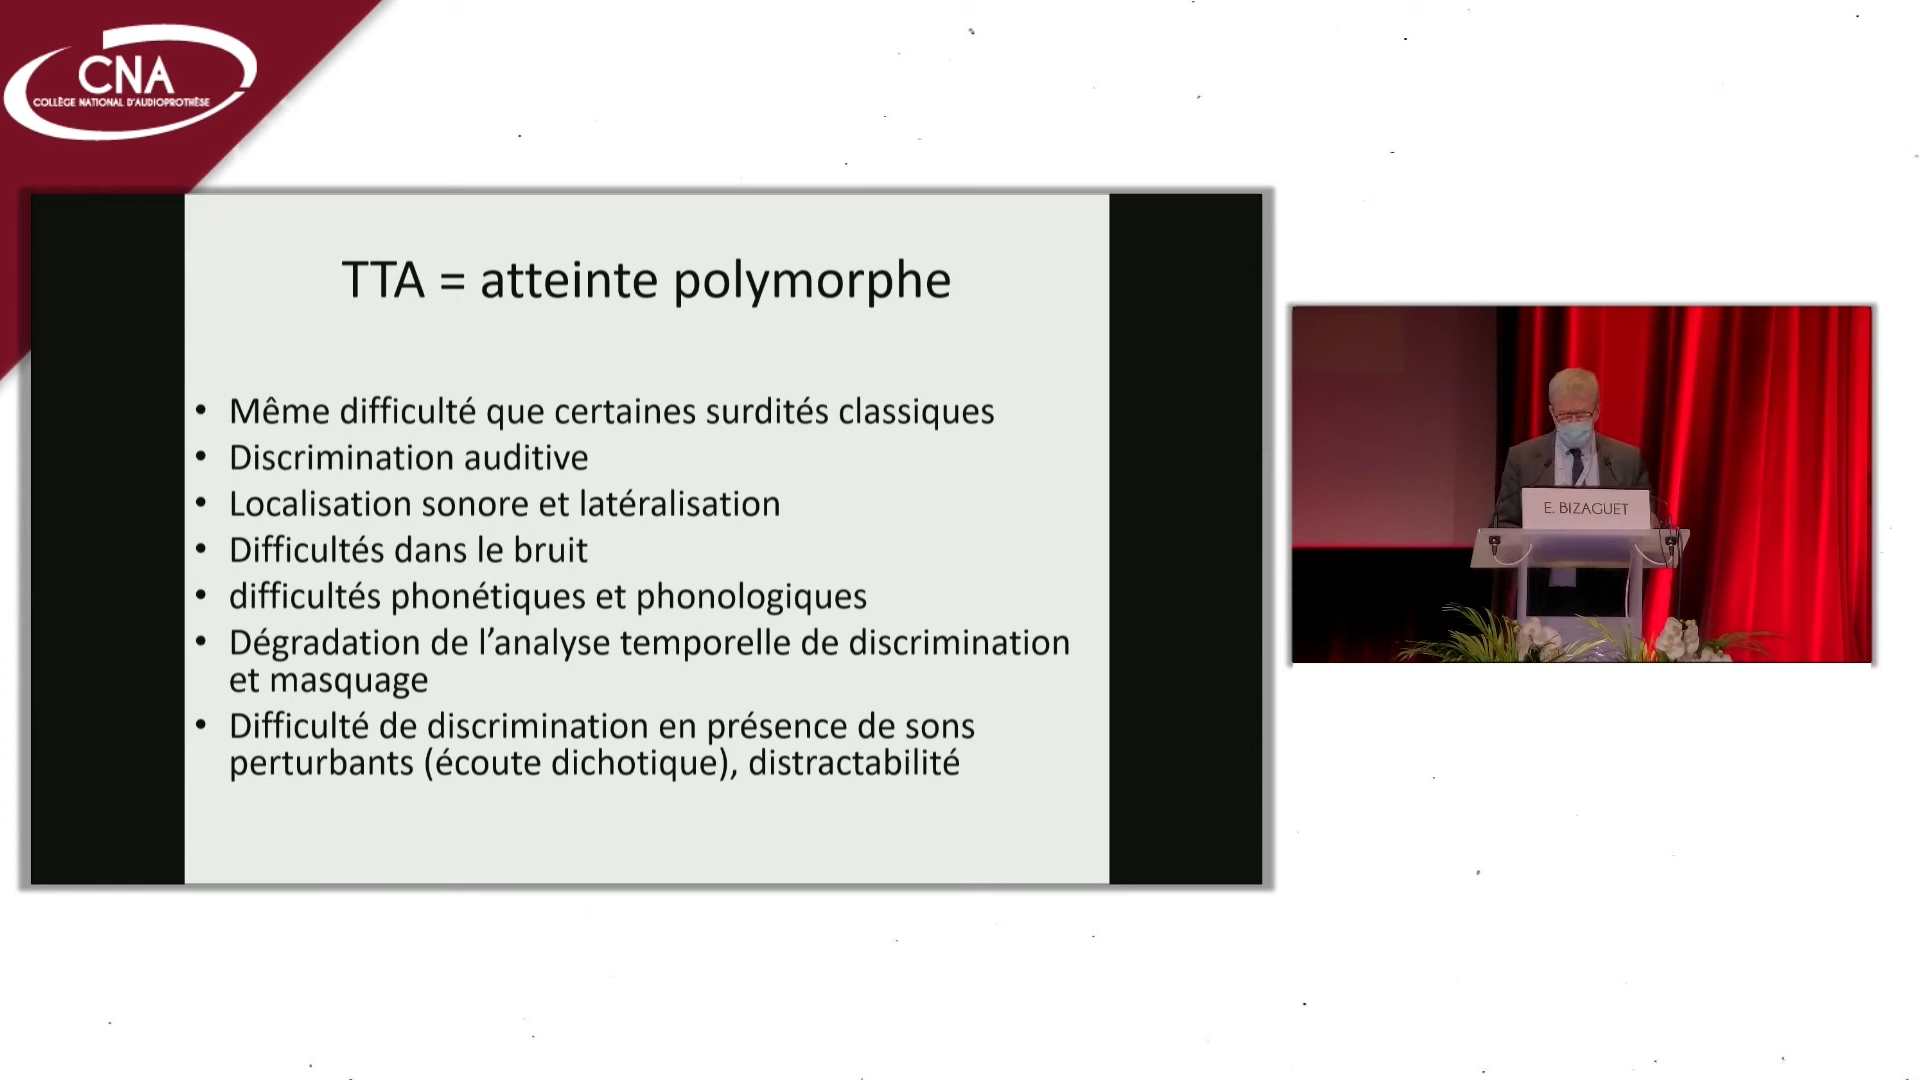 CNA
COLLÈGE NATIONAL D'AUDIOPROTHÈSE
TTA = atteinte polymorphe
• Même difficulté que certaines surdités classiques
• Discrimination auditive
• Localisation sonore et latéralisation
• Difficultés dans le bruit
• difficultés phonétiques et phonologiques
• Dégradation de l’analyse temporelle de discrimination
et masquage
• Difficulté de discrimination en présence de sons
perturbants (écoute dichotique), distractabilité
E. BIZAGUET